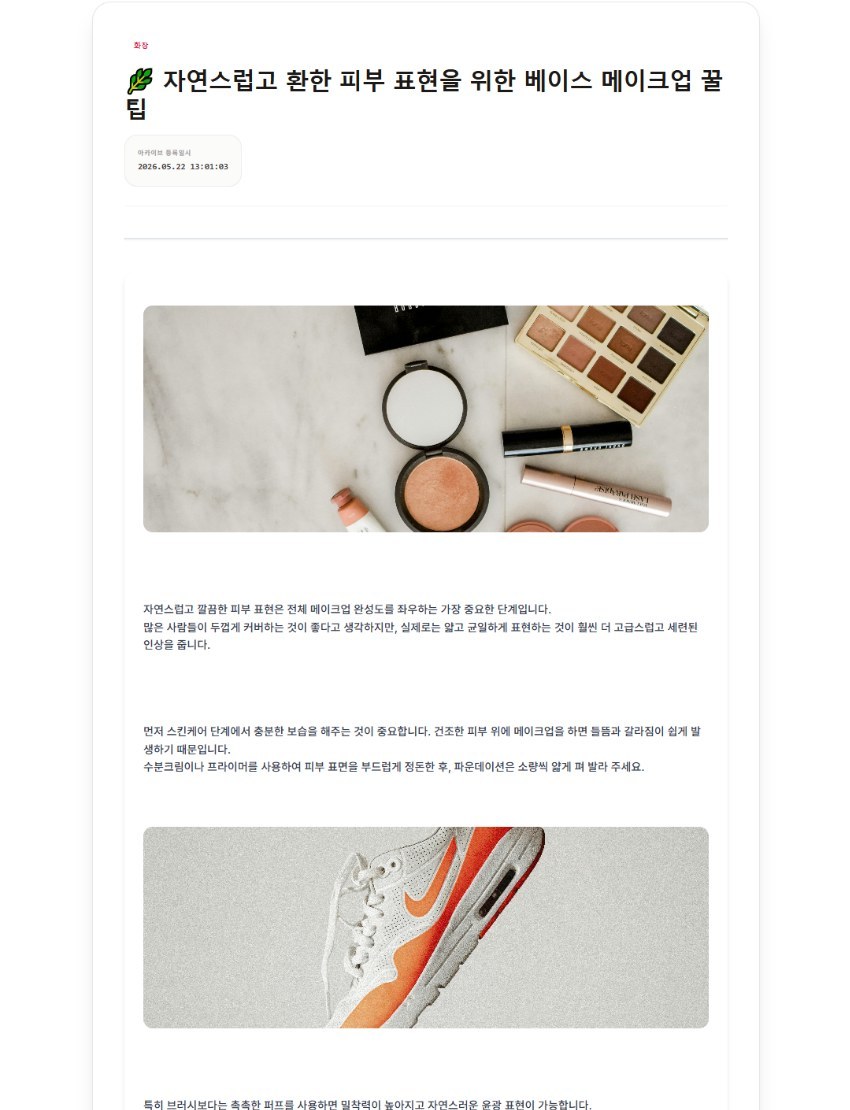 화장
🌿 자연스럽고 환한 피부 표현을 위한 베이스 메이크업 꿀
팁
아카이브 등록일시
2026.05.22 13:01:03
자연스럽고 깔끔한 피부 표현은 전체 메이크업 완성도를 좌우하는 가장 중요한 단계입니다.
많은 사람들이 두껍게 커버하는 것이 좋다고 생각하지만, 실제로는 얇고 균일하게 표현하는 것이 훨씬 더 고급스럽고 세련된
인상을 줍니다.
먼저 스킨케어 단계에서 충분한 보습을 해주는 것이 중요합니다. 건조한 피부 위에 메이크업을 하면 들뜸과 갈라짐이 쉽게 발
생하기 때문입니다.
수분크림이나 프라이머를 사용하여 피부 표면을 부드럽게 정돈한 후, 파운데이션은 소량씩 얇게 펴 발라 주세요.
특히 브러시보다는 촉촉한 퍼프를 사용하면 밀착력이 높아지고 자연스러운 윤광 표현이 가능합니다.